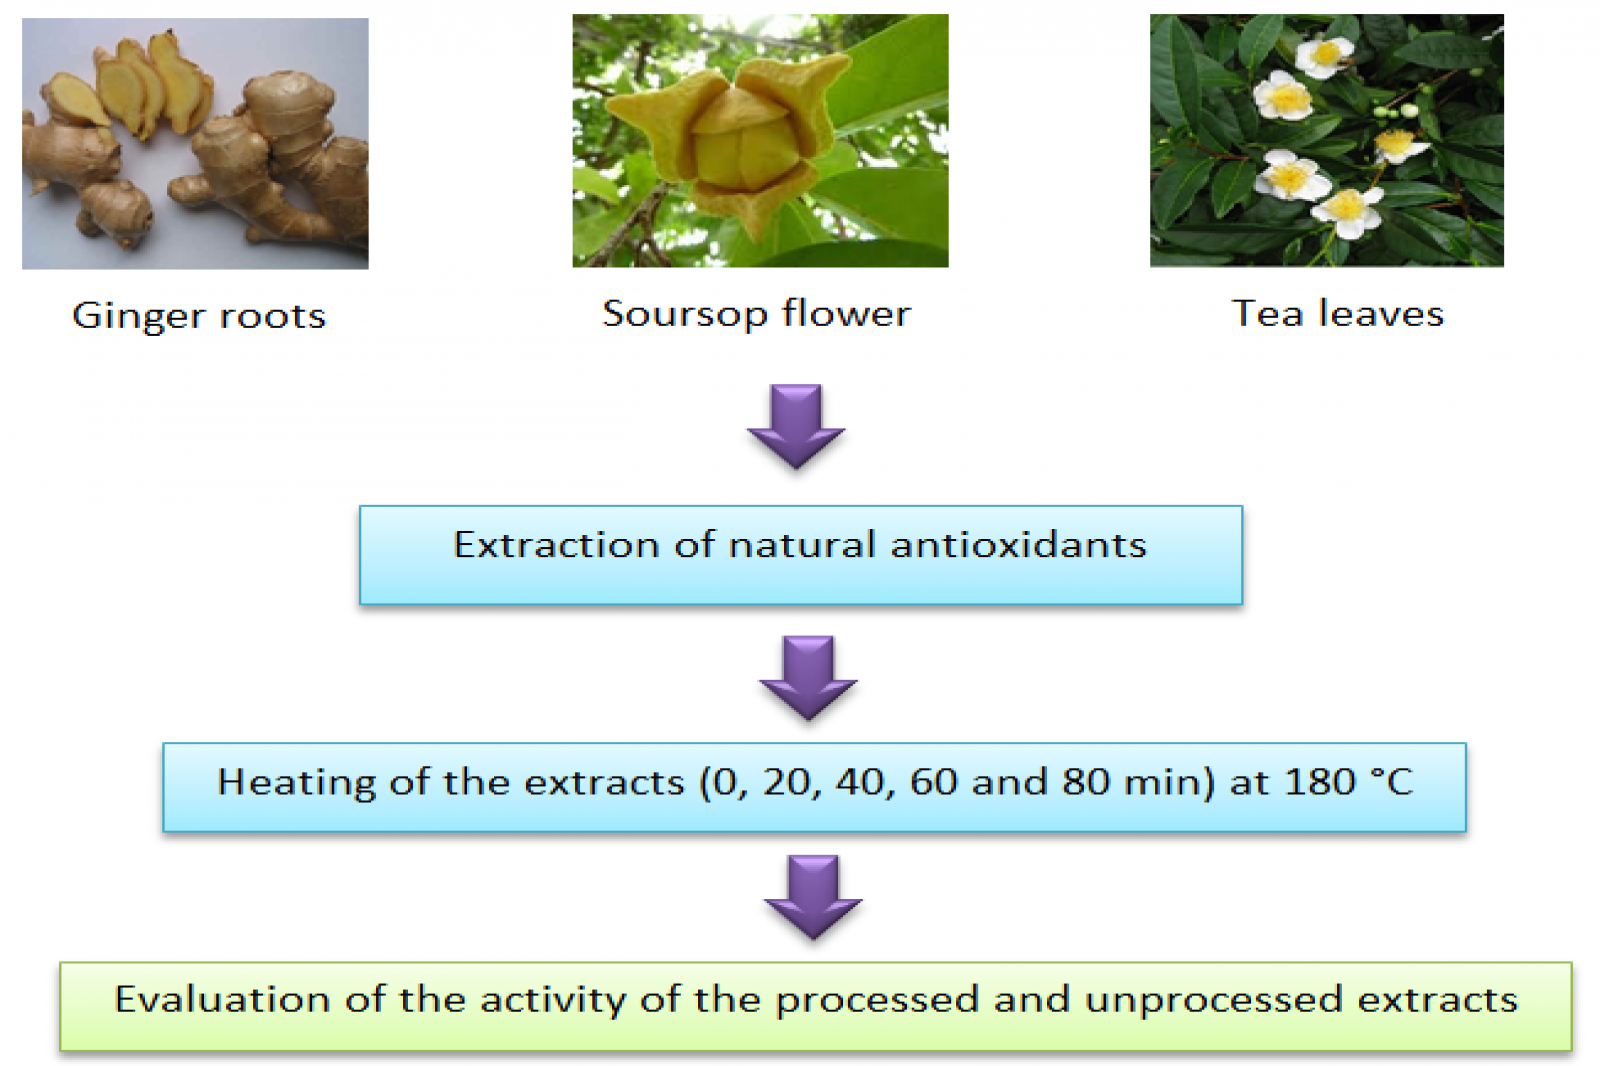 Ginger roots
Soursop flower
Tea leaves
Extraction of natural antioxidants
Heating of the extracts (0, 20, 40, 60 and 80 min) at 180 °C
Evaluation of the activity of the processed and unprocessed extracts